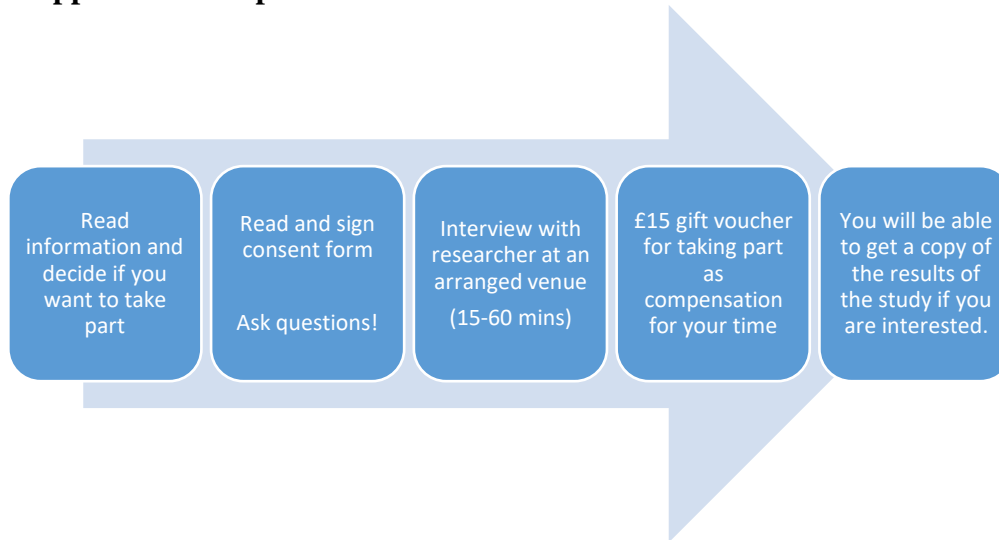 Read
information and
decide if you
want to take
part
Read and sign
consent form
Ask questions!
Interview with
researcher at an
arranged venue
(15-60 mins)
£15 gift voucher
for taking part
as
compensation
for your time
You will be able
to get a copy of
the results of
the study if you
are interested.